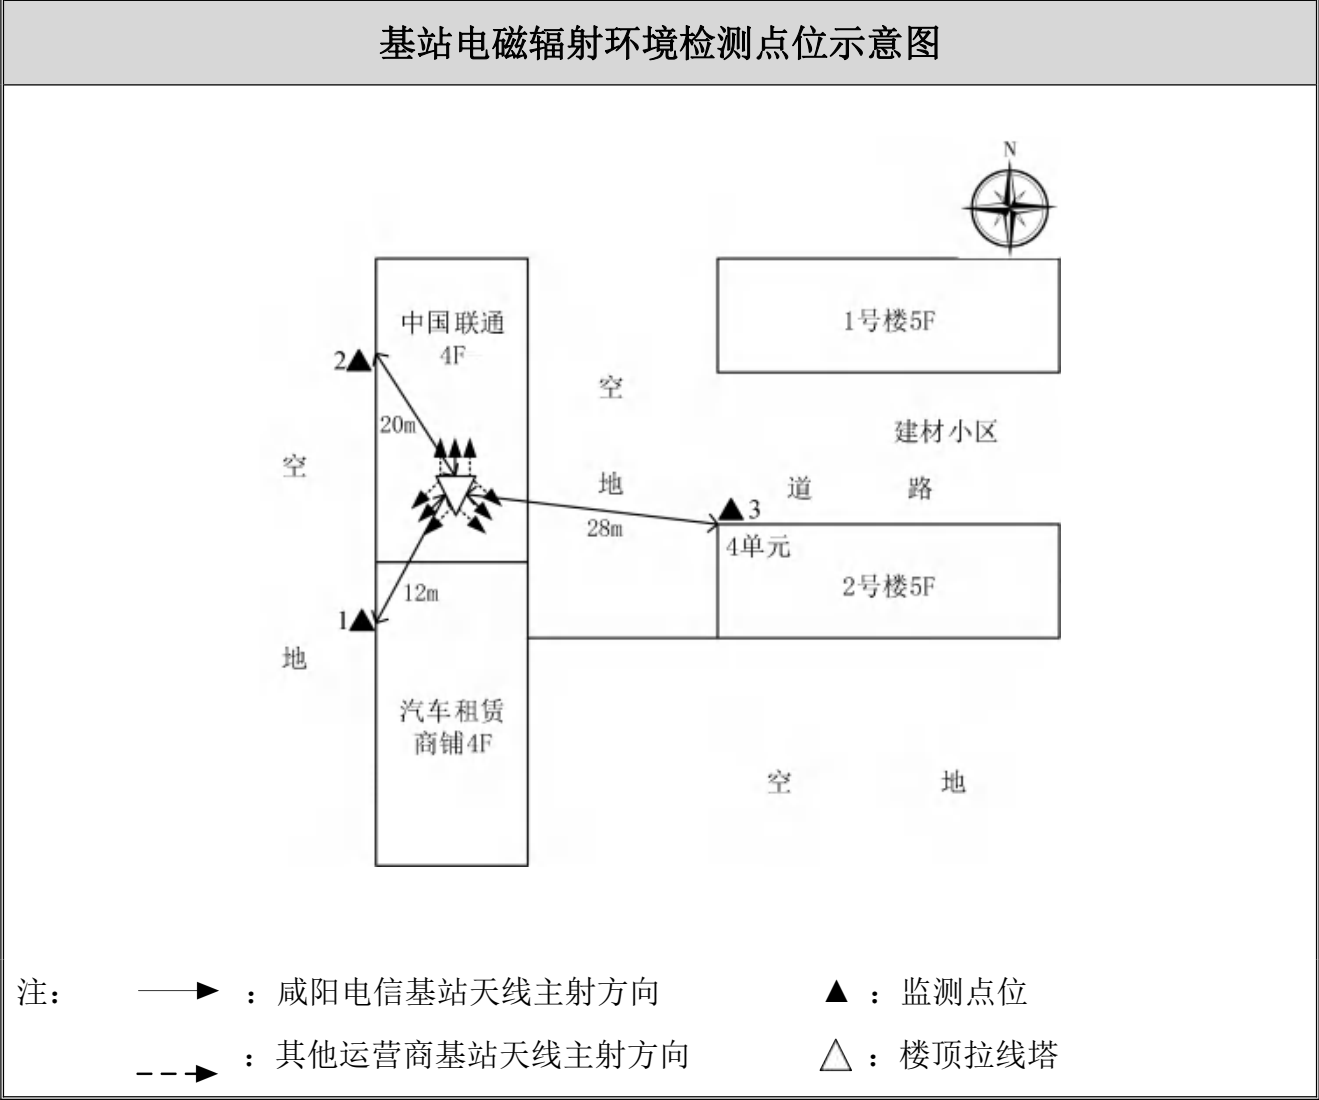 基站电磁辐射环境检测点位示意图
N
中国联通
4F
1号楼5F
2
20m
空
地
建材小区
道 路
空
地
3
28m
4单元
2号楼5F
12m
1
汽车租赁
商铺4F
空 地
注： ：咸阳电信基站天线主射方向 ：监测点位
：其他运营商基站天线主射方向 ：楼顶拉线塔